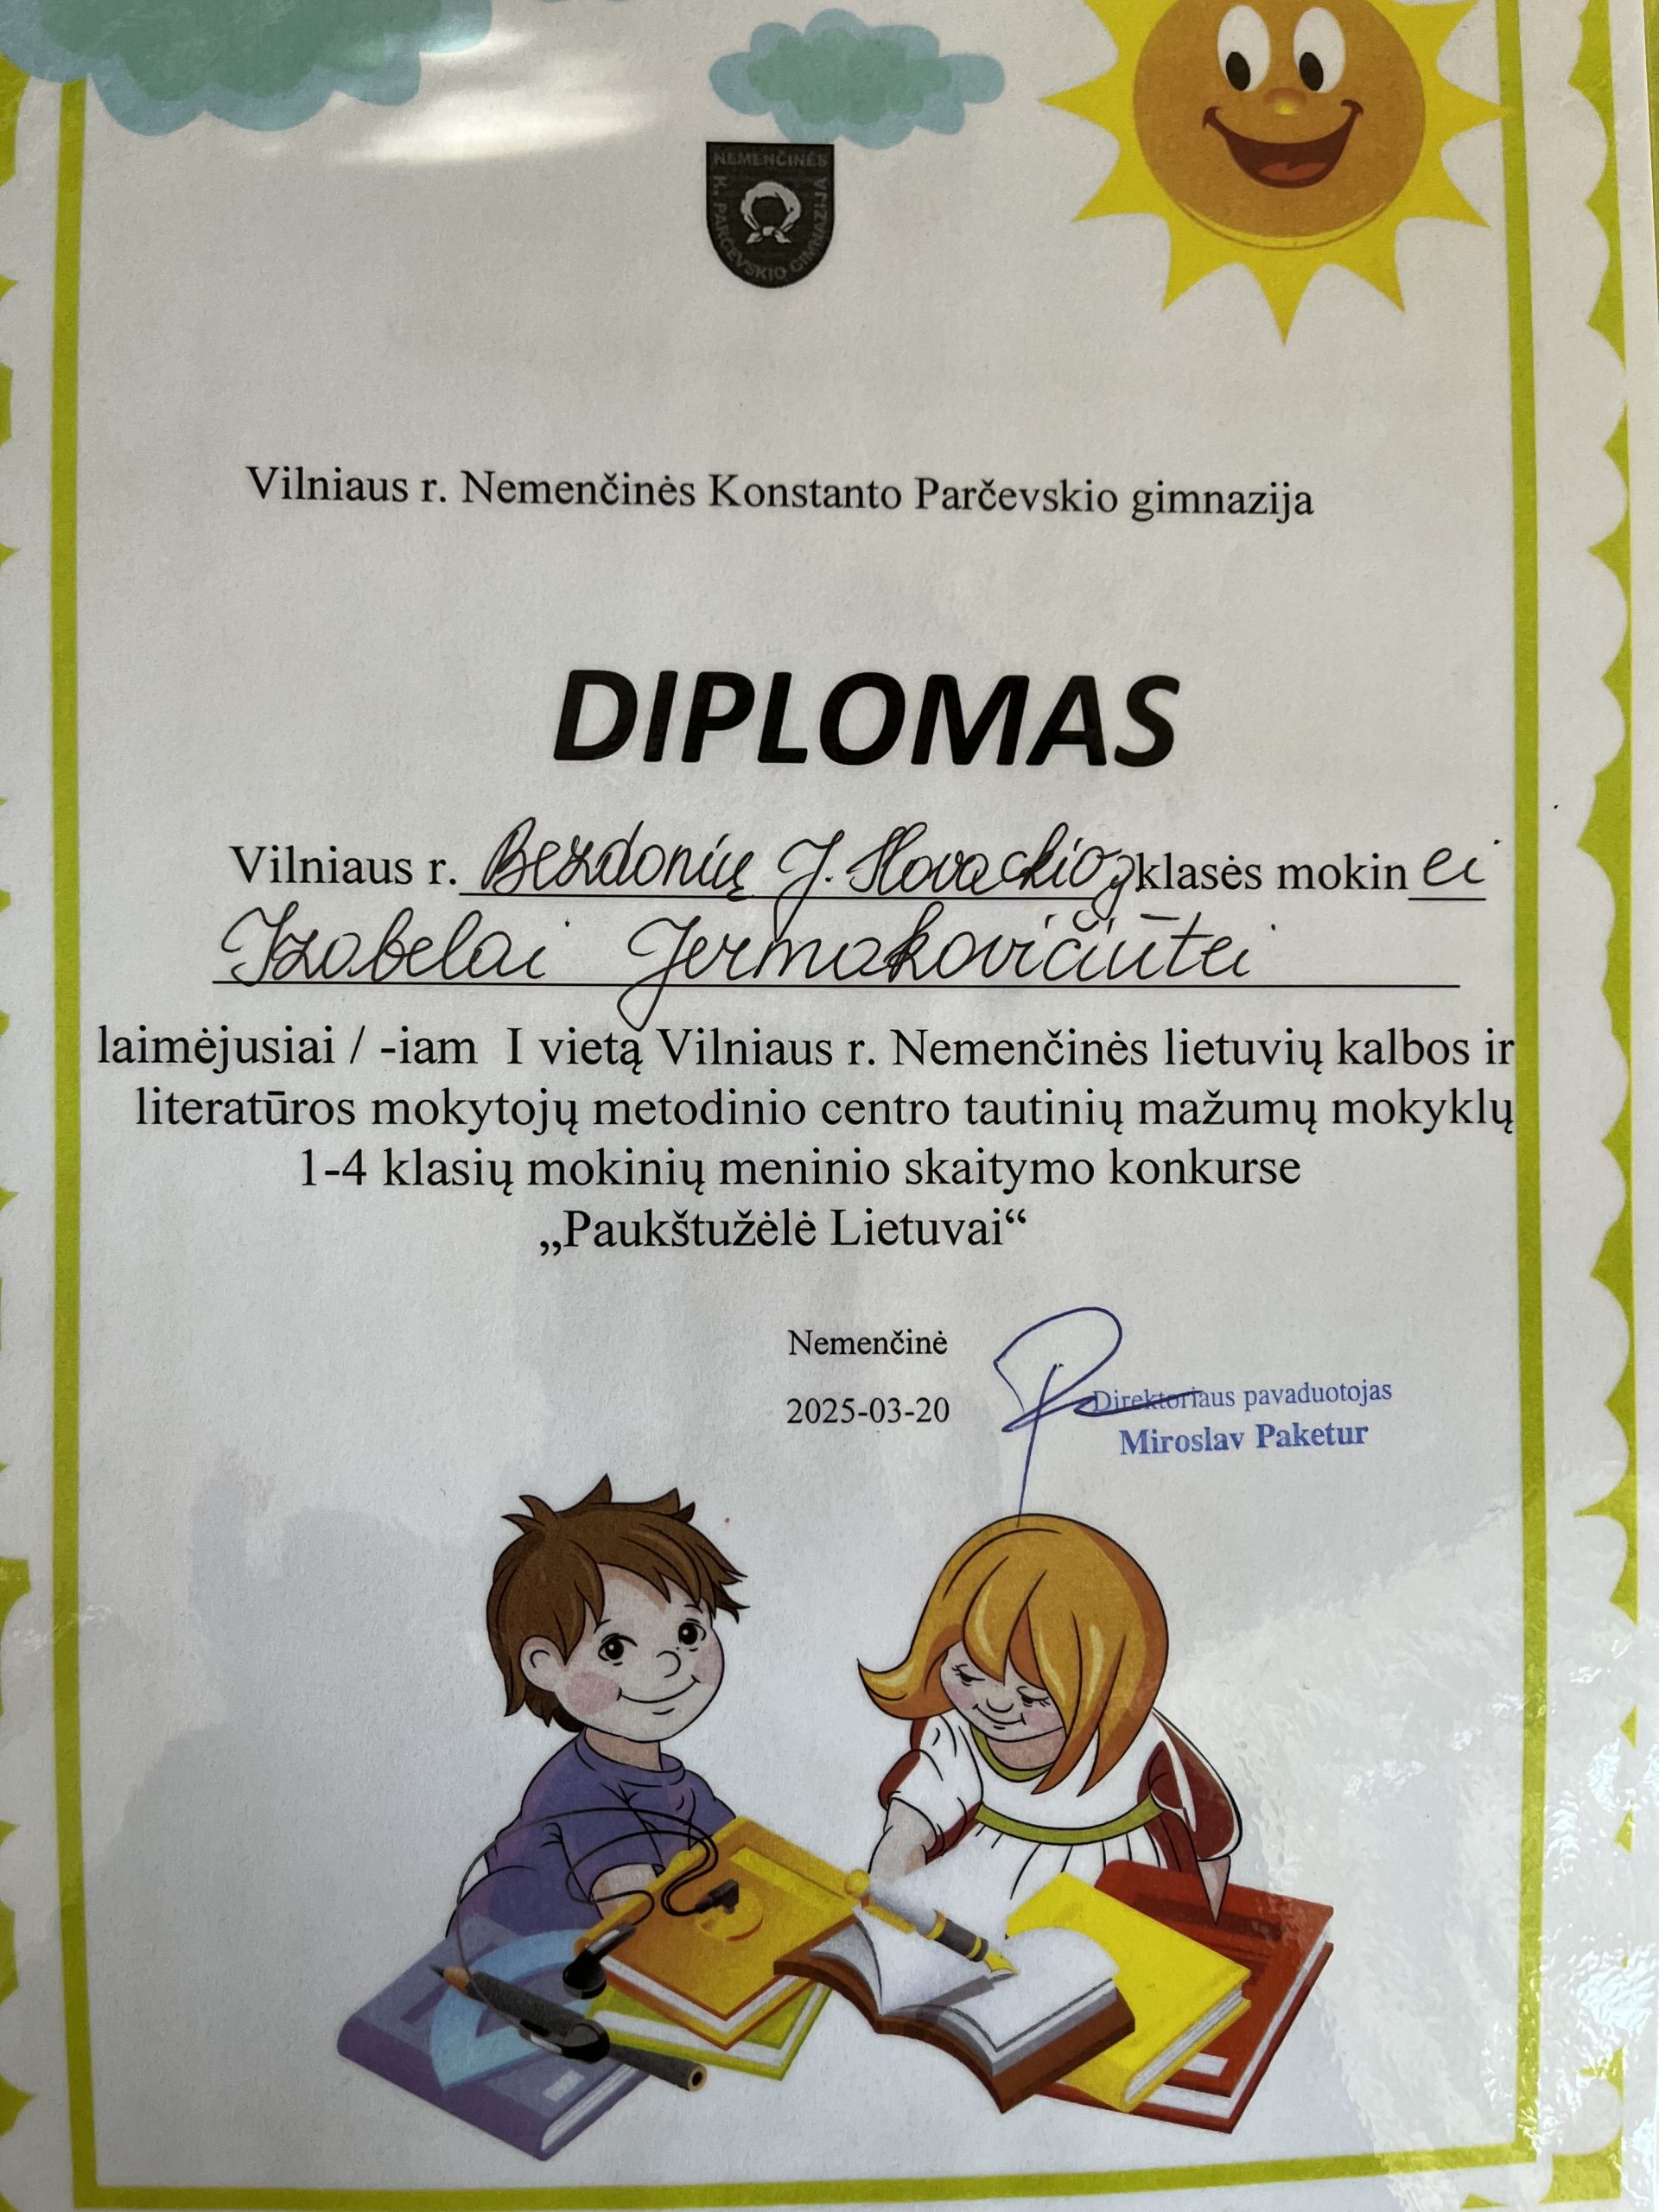 NEMENČINĖS
K. PARČEVSKIO GIMNAZIJA
Vilniaus r. Nemenčinės Konstanto Parčevskio gimnazija
DIPLOMAS
Vilniaus r. Bezdonių J. Slovackio klasės mokin ei
Izabelai Jermakovičiūtei
laimėjusiai / -iam I vietą Vilniaus r. Nemenčinės lietuvių kalbos ir
literatūros mokytojų metodinio centro tautinių mažumų mokyklų
1-4 klasių mokinių meninio skaitymo konkurse
„Paukštužėlė Lietuvai“
Nemenčinė
2025-03-20
Direktoriaus pavaduotojas
Miroslav Paketur